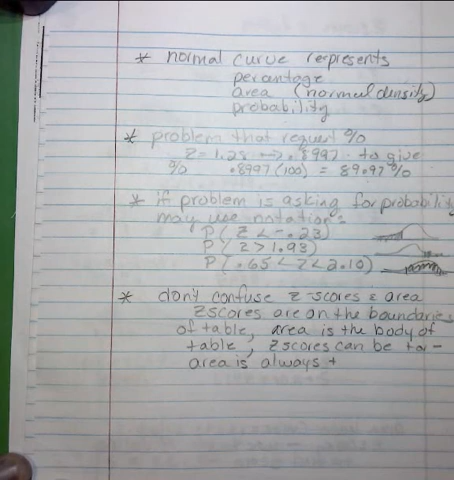 * normal curve represents
percantage
area (normal density)
probability
* problem that request %
z = 1.28 → .8997 to give
% .8997 (100) = 89.97 %
* if problem is asking for probability
may use notation:
P(Z < -.23)
P(Z > 1.93)
P(.65 < Z < 2.10)
* don't confuse z-scores & area
z scores are on the boundaries
of table, area is the body of
table, z scores can be + or -
area is always +